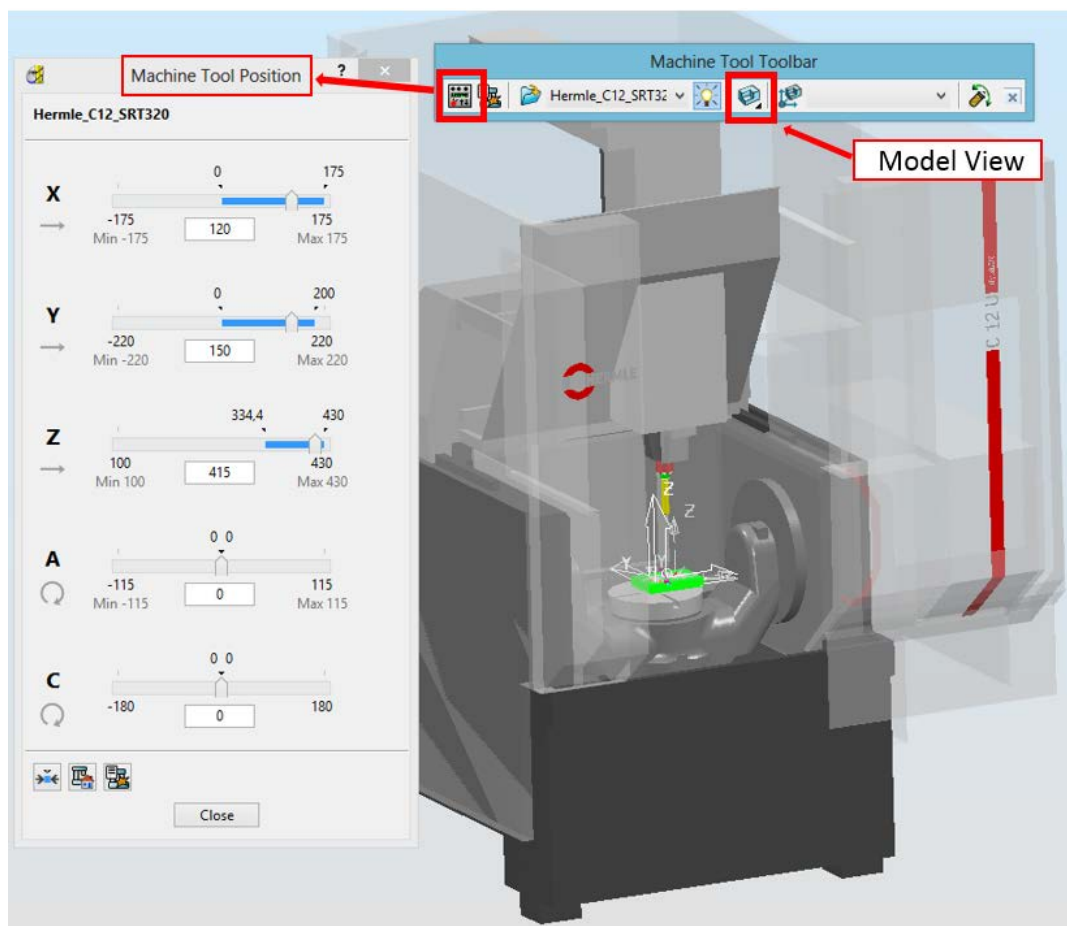 Machine Tool Position
?
×
Hermle_C12_SRT320
X
0
175
-175
Min -175
120
175
Max 175
Y
0
200
-220
Min -220
150
220
Max 220
Z
334,4
430
100
Min 100
415
430
Max 430
A
0 0
-115
Min -115
0
115
Max 115
C
0 0
-180
0
180
Close
Machine Tool Toolbar
Hermle_C12_SRT32
x
Model View
HERMLE
C 12 U
Z
Z
Y
Y